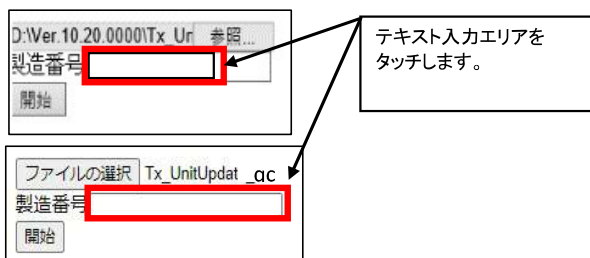 D:\Ver.10.20.0000\Tx_Ur 参照...
製造番号
開始
テキスト入力エリアを
タッチします。
ファイルの選択 Tx_UnitUpdat _ac
製造番号
開始